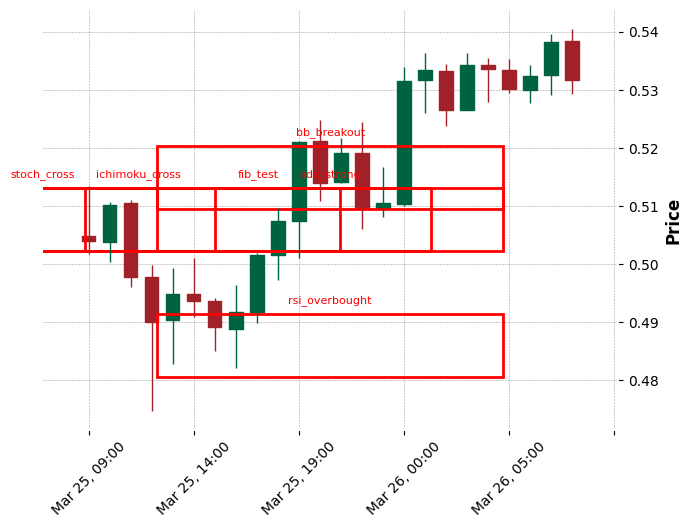 0.54
0.53
bb_breakout
0.52
stoch_cross ichimoku_cross fib_test
0.51
Price
0.50
rsi_overbought
0.49
0.48
Mar 25, 09:00
Mar 25, 14:00
Mar 25, 19:00
Mar 26, 00:00
Mar 26, 05:00